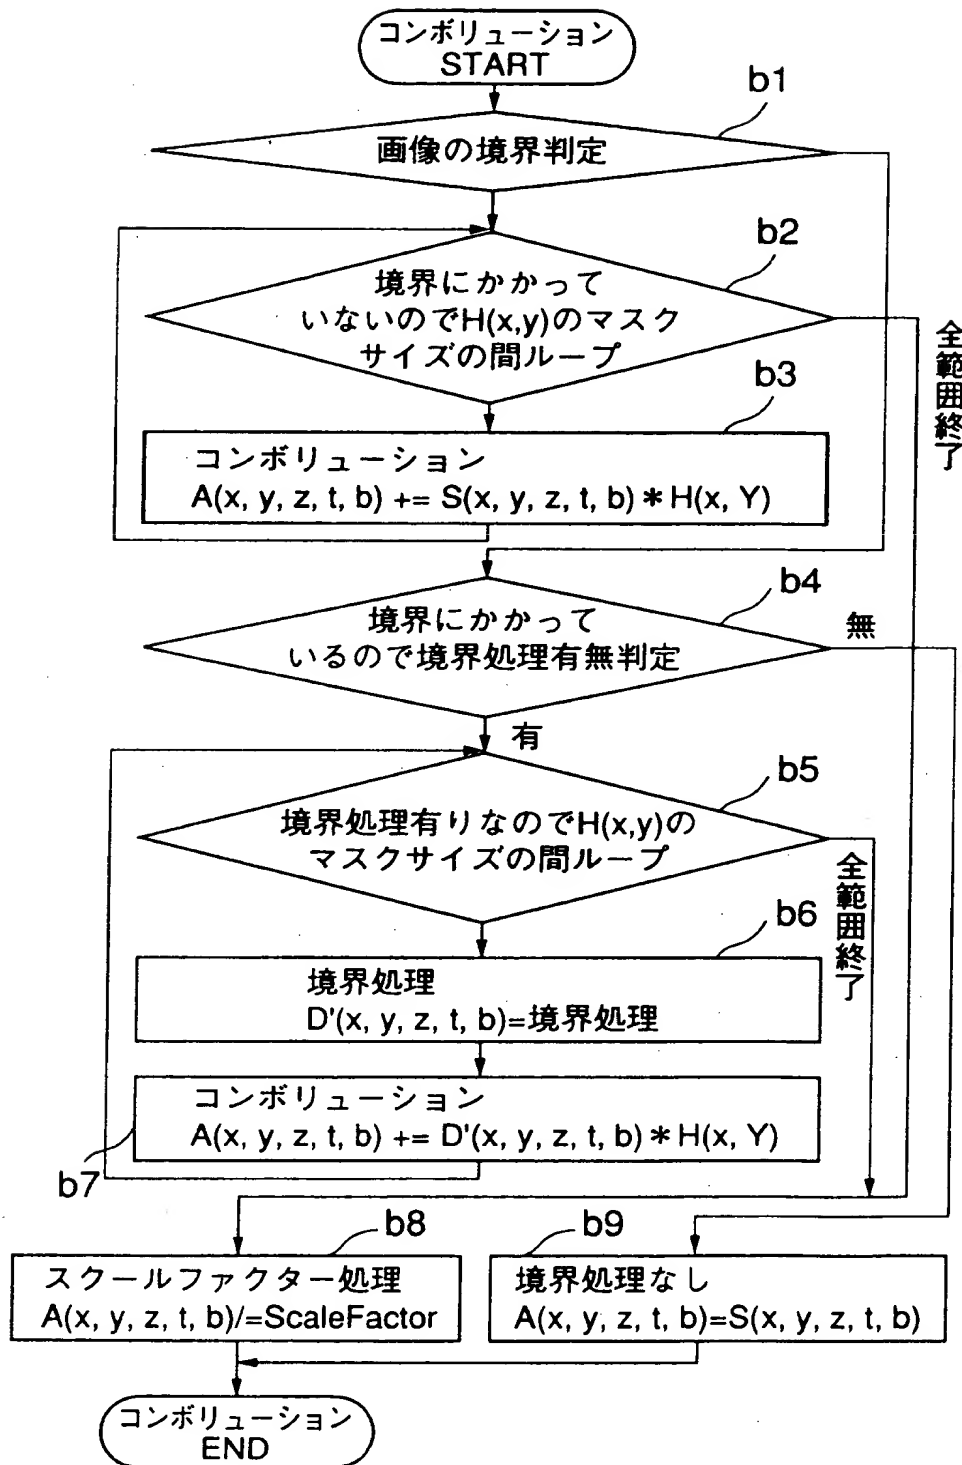 コンボリューション
START
b1
画像の境界判定
b2
境界にかかって
いないのでH(x,y)のマスク
サイズの間ループ
全範囲終了
b3
コンボリューション
A(x, y, z, t, b) += S(x, y, z, t, b) * H(x, Y)
b4
境界にかかって
いるので境界処理有無判定
無
有
b5
境界処理有りなのでH(x,y)の
マスクサイズの間ループ
全範囲終了
b6
境界処理
D'(x, y, z, t, b)=境界処理
コンボリューション
A(x, y, z, t, b) += D'(x, y, z, t, b) * H(x, Y)
b7
b8
スクールファクター処理
A(x, y, z, t, b)/=ScaleFactor
b9
境界処理なし
A(x, y, z, t, b)=S(x, y, z, t, b)
コンボリューション
END